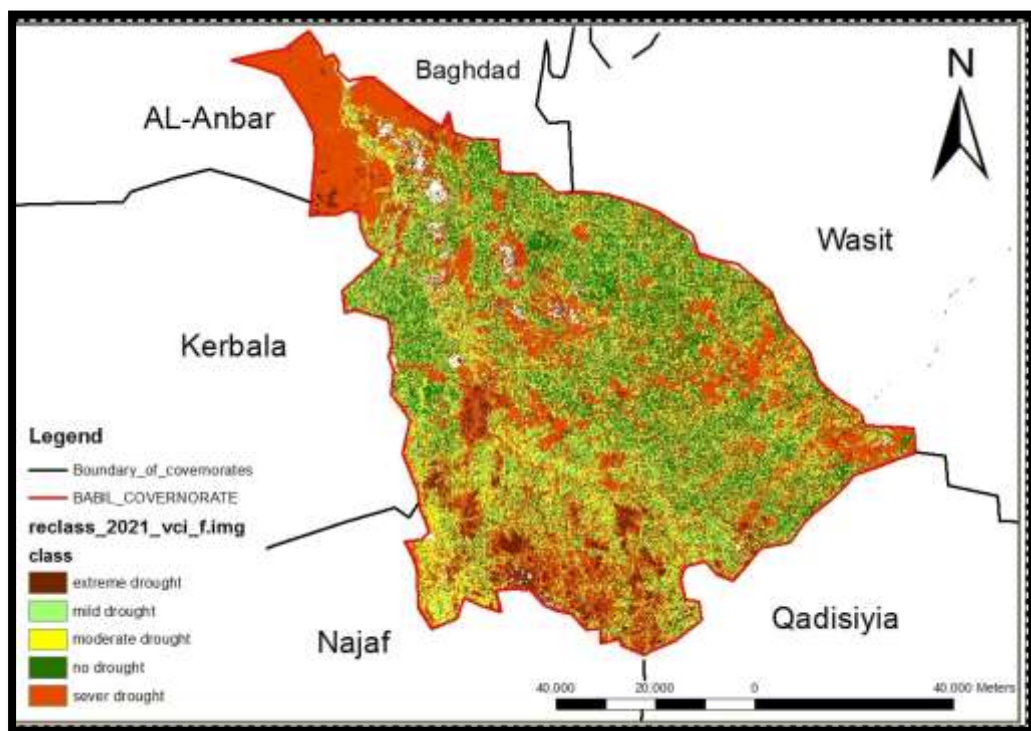 Baghdad
N
AL-Anbar
Wasit
Kerbala
Legend
Boundary_of_covernorates
BABIL_COVERNORATE
reclass_2021_vci_f.img
class
extreme drought
mild drought
moderate drought
no drought
sever drought
Najaf
Qadisiyia
40,000 20,000 0 40,000 Meters